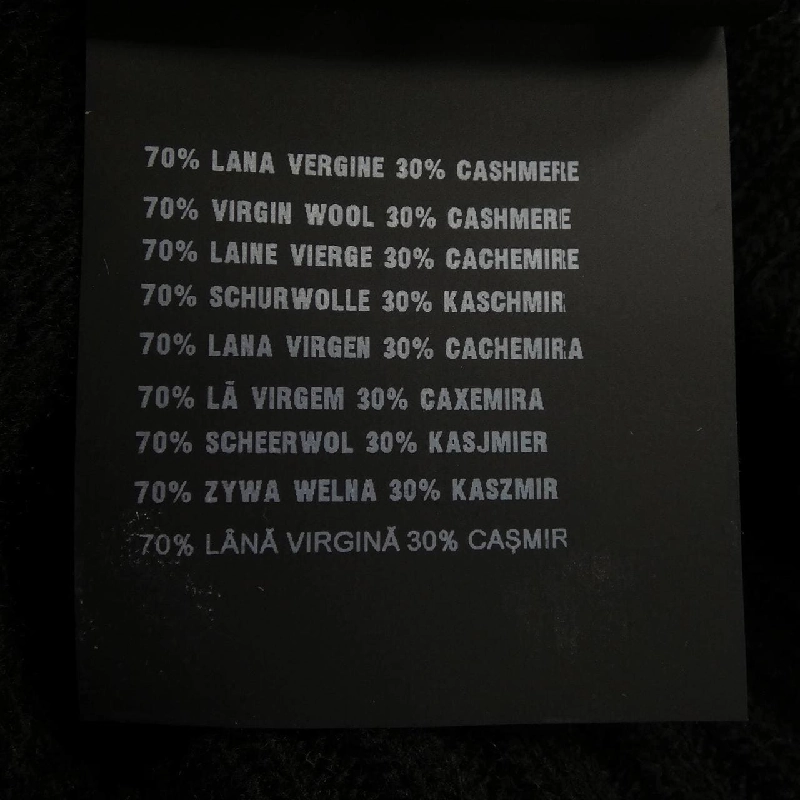 70% LANA VERGINE 30% CASHMERE
70% VIRGIN WOOL 30% CASHMERE
70% LAINE VIERGE 30% CACHEMIRE
70% SCHURWOLLE 30% KASCHMIR
70% LANA VIRGEN 30% CACHEMIRA
70% LÃ VIRGEM 30% CAXEMIRA
70% SCHEERWOL 30% KASJMIER
70% ZYWA WELNA 30% KASZMIR
70% LÂNĂ VIRGINĂ 30% CAȘMIR